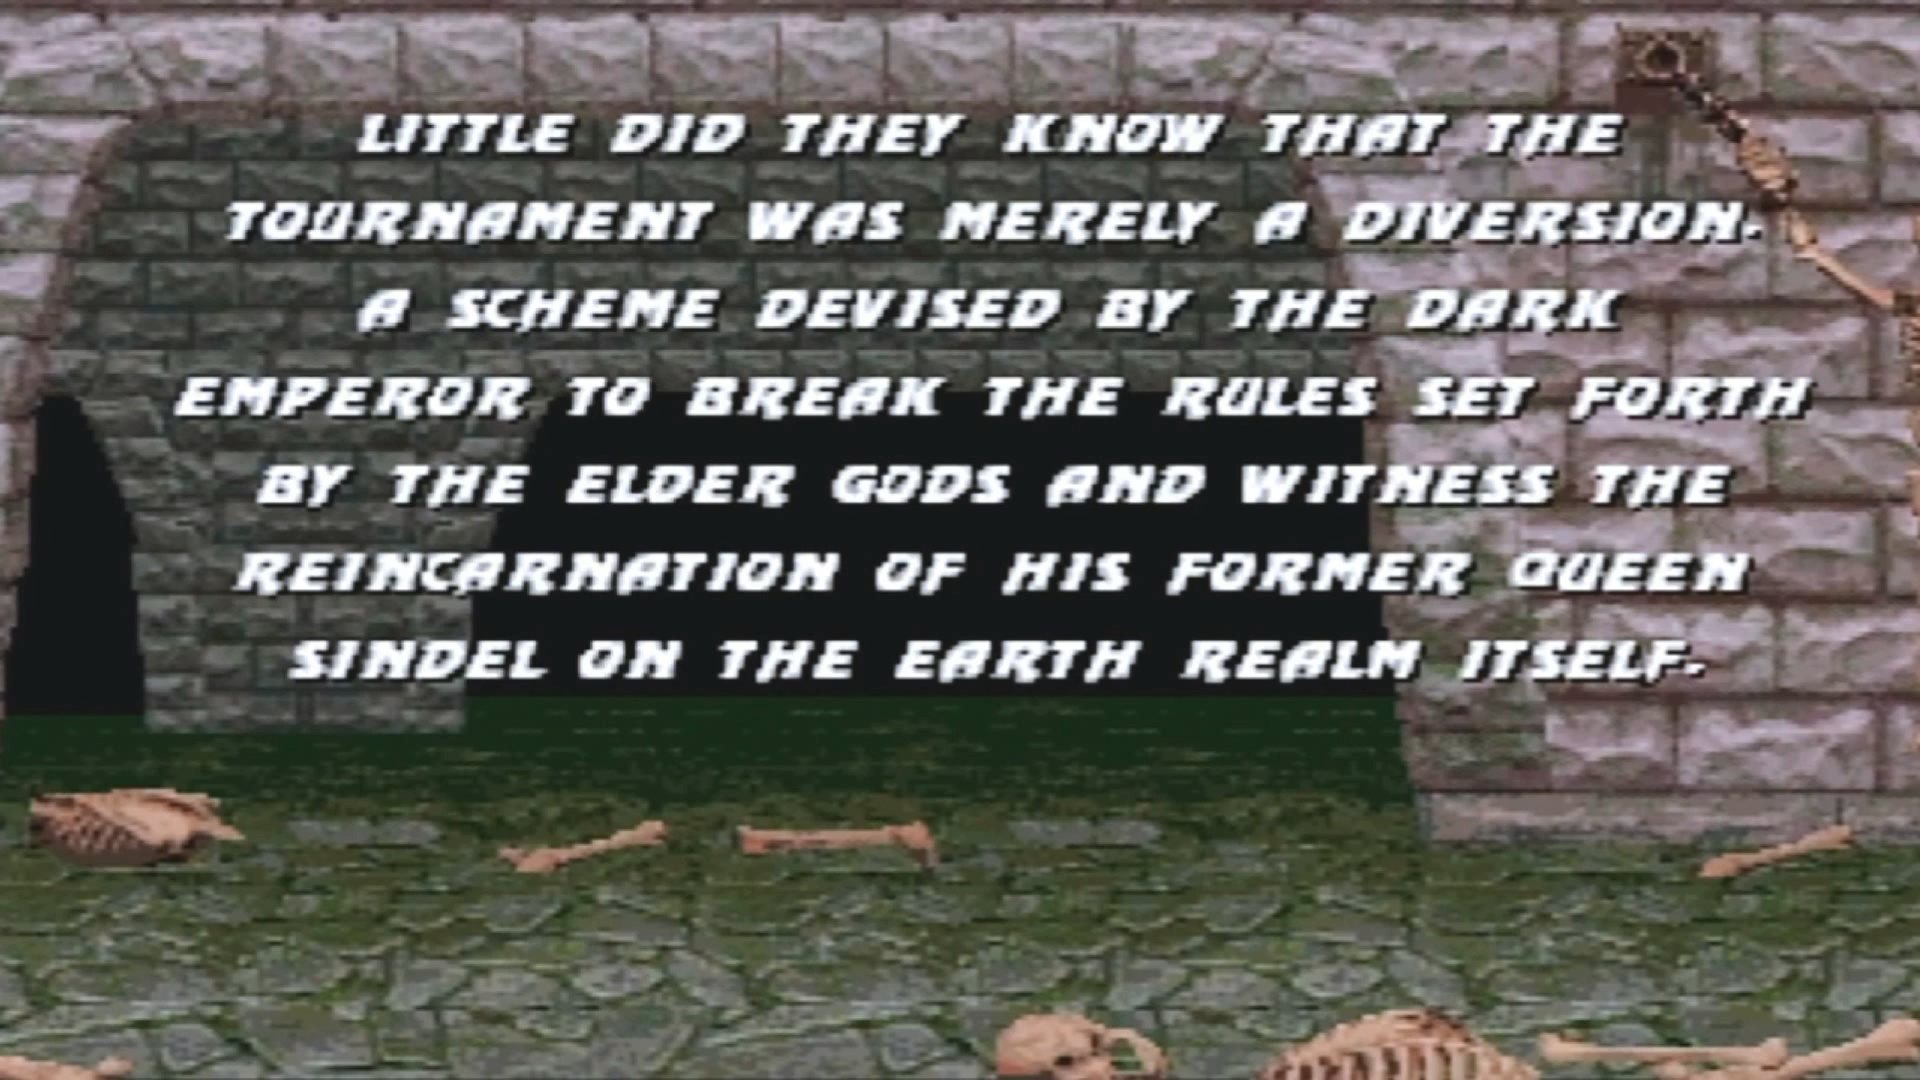 LITTLE DID THEY KNOW THAT THE
TOURNAMENT WAS MERELY A DIVERSION.
A SCHEME DEVISED BY THE DARK
EMPEROR TO BREAK THE RULES SET FORTH
BY THE ELDER GODS AND WITNESS THE
REINCARNATION OF HIS FORMER QUEEN
SINDEL ON THE EARTH REALM ITSELF.